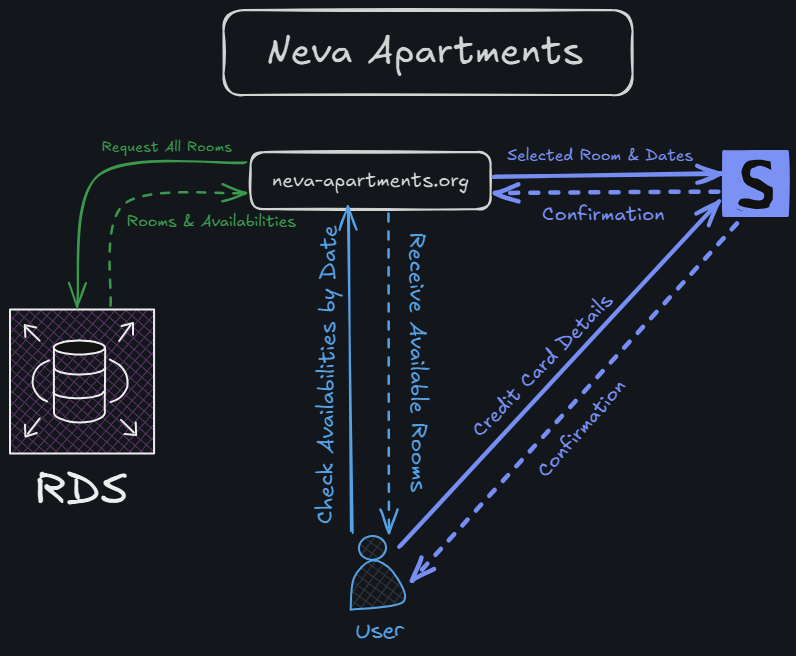 Neva Apartments
Request All Rooms
neva-apartments.org
Selected Room & Dates
S
Confirmation
Rooms & Availabilities
Check Availabilities by Date
Receive Available Rooms
Credit Card Details
Confirmation
RDS
User